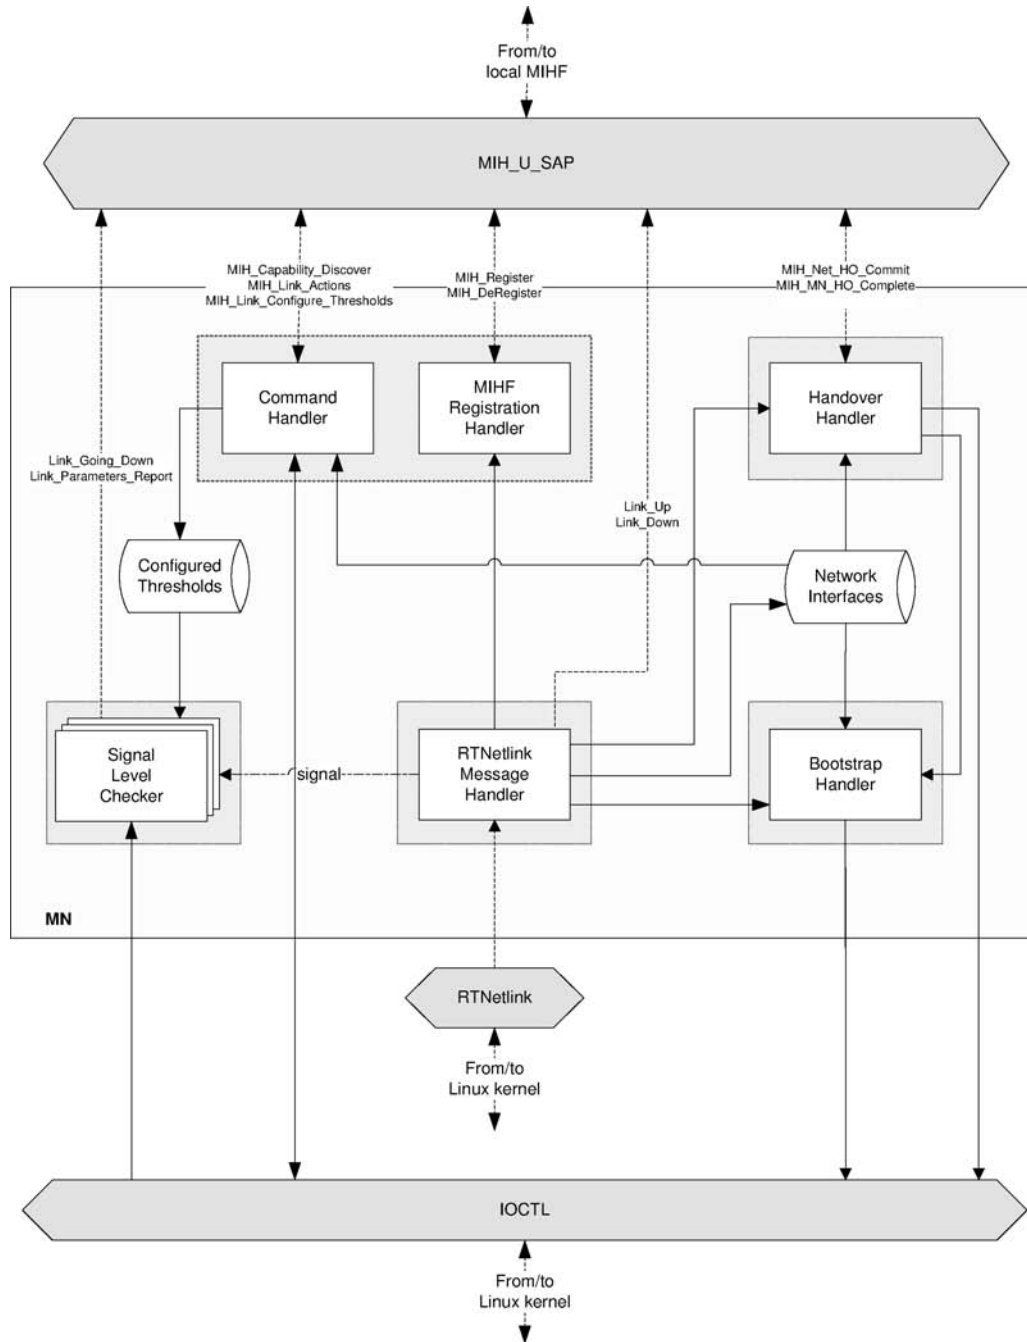 From/to
local MIHF
MIH_U_SAP
MIH_Capability_Discover
MIH_Link_Actions
MIH_Link_Configure_Thresholds
MIH_Register
MIH_DeRegister
MIH_Net_HO_Commit
MIH_MN_HO_Complete
Command
Handler
MIHF
Registration
Handler
Handover
Handler
Link_Going_Down
Link_Parameters_Report
Link_Up
Link_Down
Configured
Thresholds
Network
Interfaces
Signal
Level
Checker
signal
RTNetlink
Message
Handler
Bootstrap
Handler
MN
RTNetlink
From/to
Linux kernel
IOCTL
From/to
Linux kernel